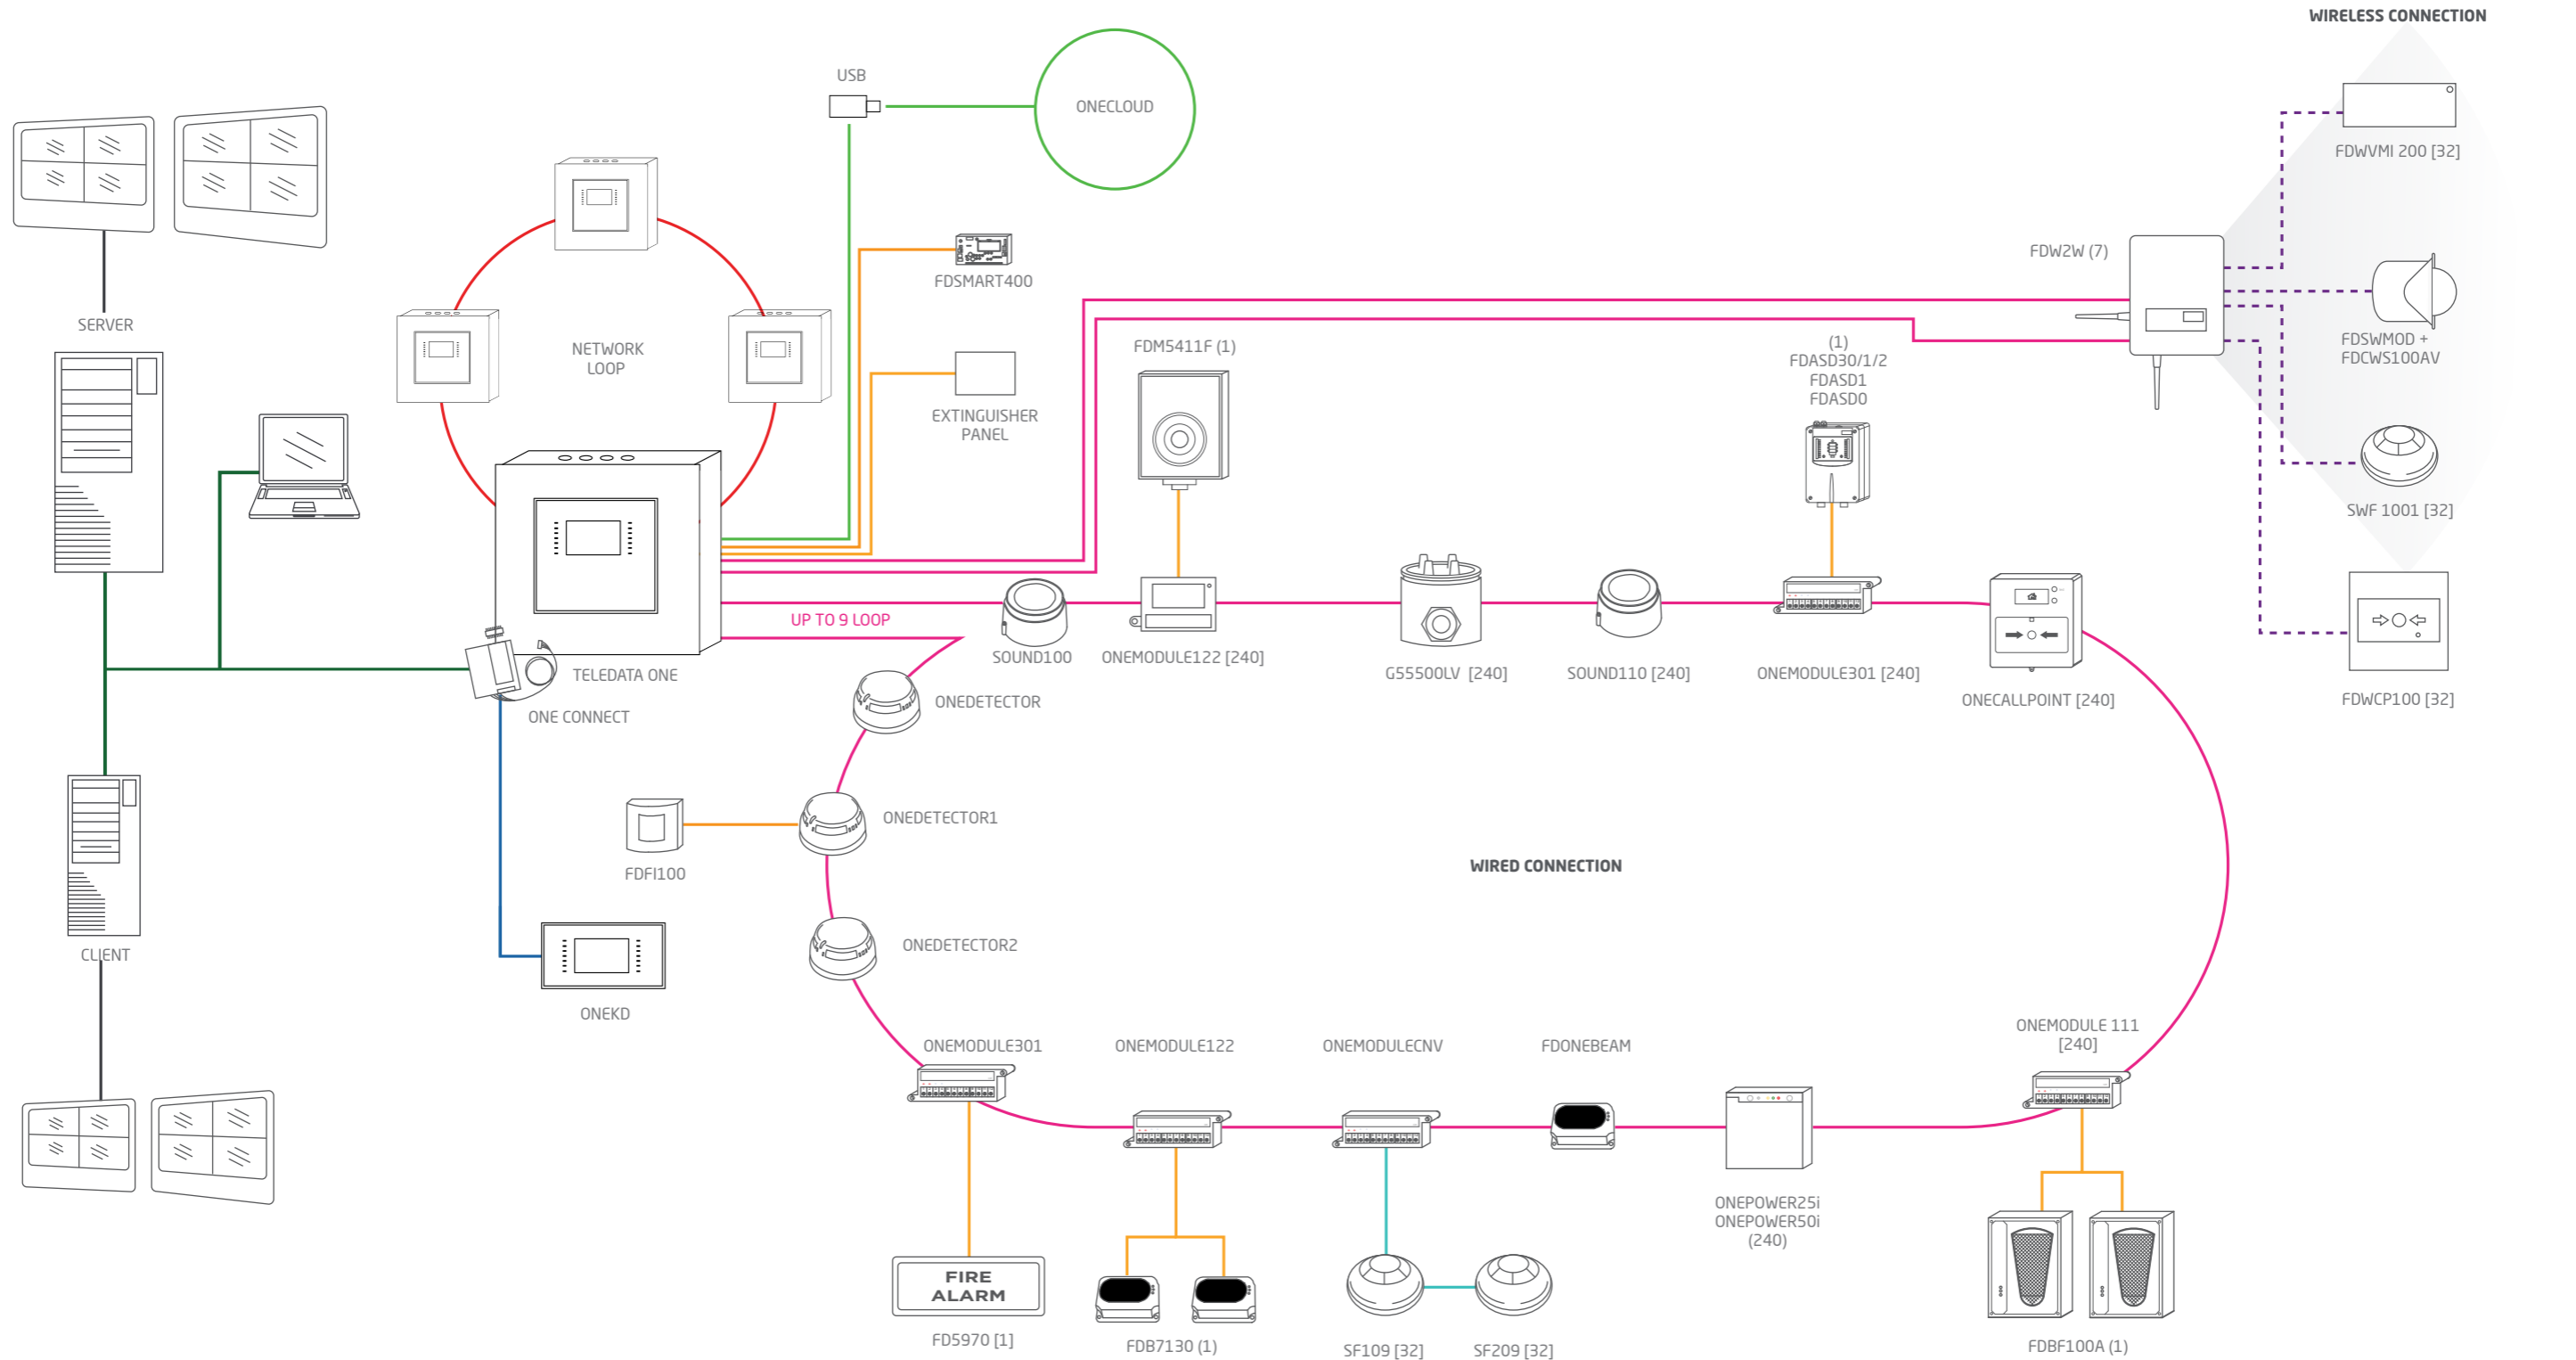 WIRELESS CONNECTION
USB
ONECLOUD
FDWVMI 200 [32]
FDW2W (7)
FDSMART400
SERVER
NETWORK
LOOP
FDM5411F (1)
(1)
FDASD30/1/2
FDASD1
FDASD0
FDSWMOD +
FDCWS100AV
EXTINGUISHER
PANEL
SWF 1001 [32]
UP TO 9 LOOP
SOUND100
ONEMODULE122 [240]
G55500LV [240]
SOUND110 [240]
ONEMODULE301 [240]
ONECALLPOINT [240]
FDWCP100 [32]
TELEDATA ONE
ONE CONNECT
ONEDETECTOR
ONEDETECTOR1
FDFI100
WIRED CONNECTION
ONEDETECTOR2
CLIENT
ONEKD
ONEMODULE301
ONEMODULE122
ONEMODULECNV
FDONEBEAM
ONEMODULE 111
[240]
ONEPOWER25i
ONEPOWER50i
(240)
FIRE
ALARM
FD5970 [1]
FDB7130 (1)
SF109 [32]
SF209 [32]
FDBF100A (1)